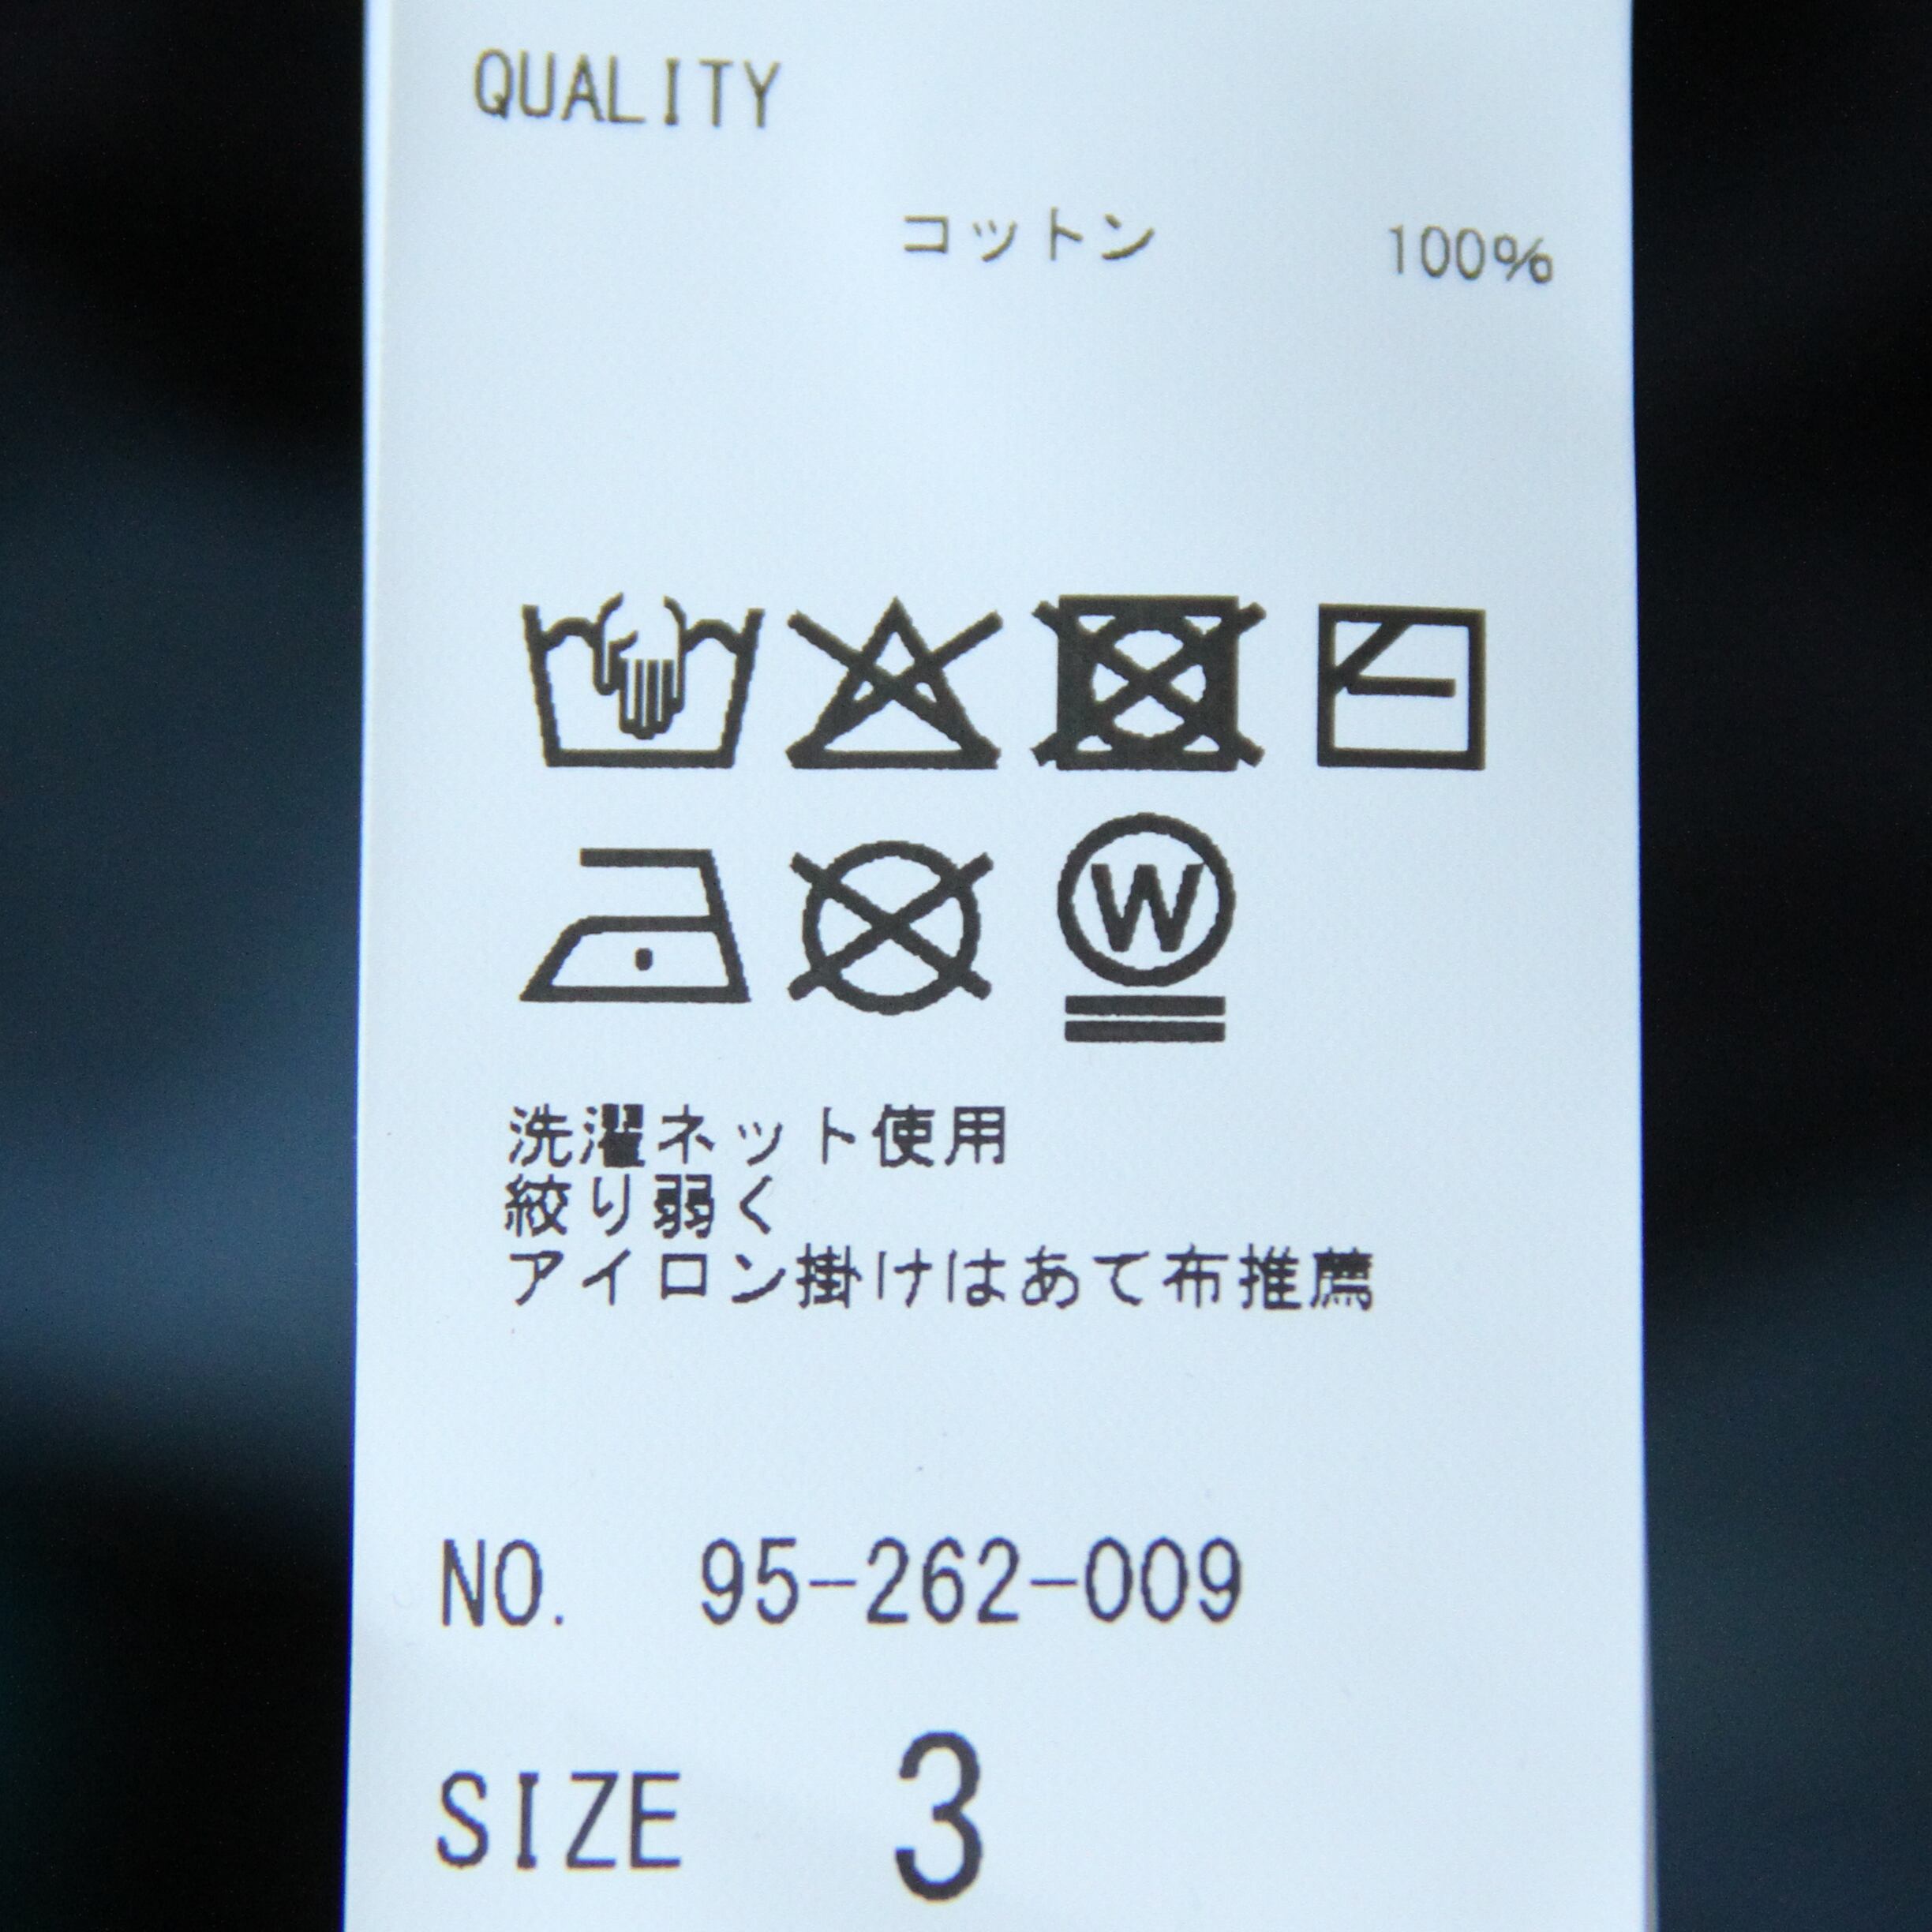 QUALITY
コットン 100%
W
洗濯ネット使用
絞り弱く
アイロン掛けはあて布推薦
NO. 95-262-009
SIZE 3